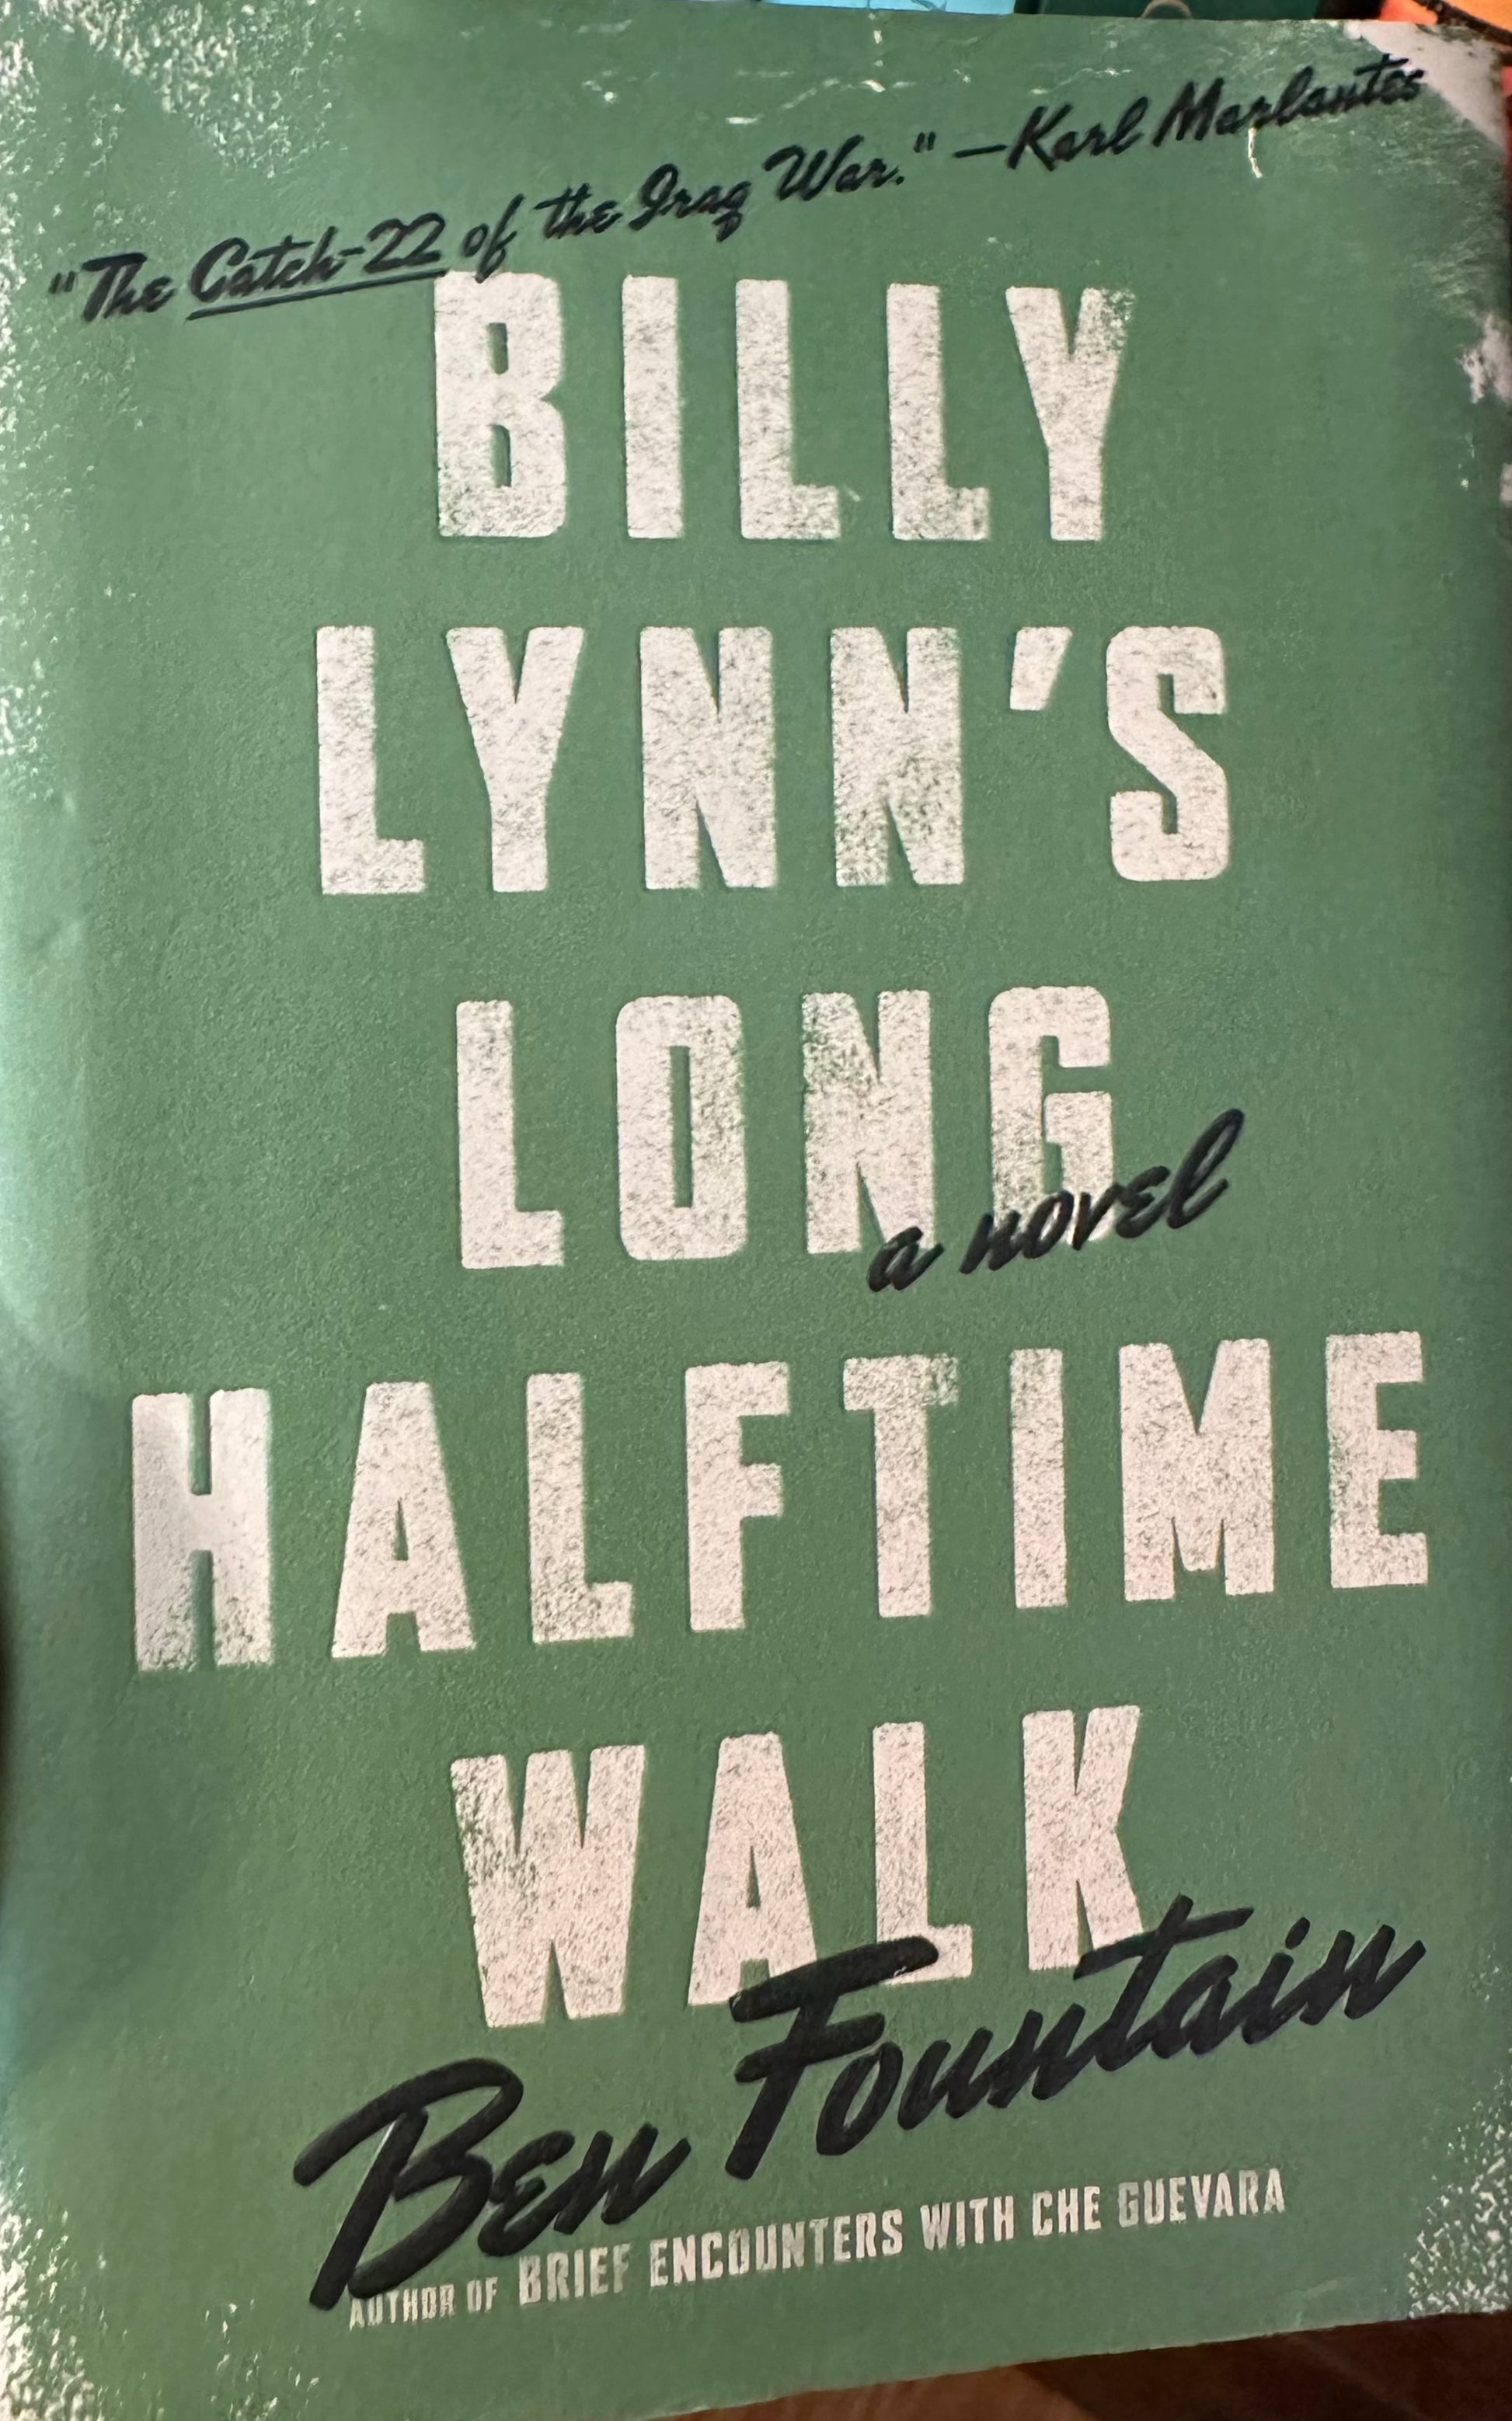 "The Catch-22 of the Iraq War." —Karl Marlantes
BILLY
LYNN'S
LONG
a novel
HALFTIME
WALK
Ben Fountain
AUTHOR OF BRIEF ENCOUNTERS WITH CHE GUEVARA